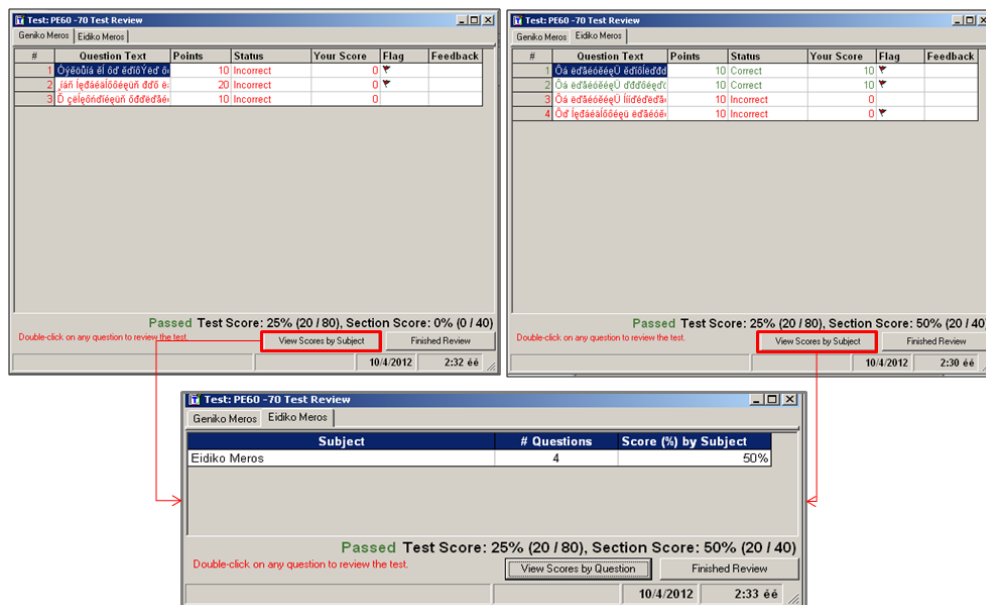 Test: PE60 -70 Test Review
Geniko Meros Eidiko Meros
# Question Text Points Status Your Score Flag Feedback
1 10 Incorrect 0
2 20 Incorrect 0
3 10 Incorrect 0
Passed Test Score: 25% (20 / 80), Section Score: 0% (0 / 40)
Double-click on any question to review the test.
View Scores by Subject Finished Review
10/4/2012 2:32 éé
Test: PE60 -70 Test Review
Geniko Meros Eidiko Meros
# Question Text Points Status Your Score Flag Feedback
1 10 Correct 10
2 10 Correct 10
3 10 Incorrect 0
4 10 Incorrect 0
Passed Test Score: 25% (20 / 80), Section Score: 50% (20 / 40)
Double-click on any question to review the test.
View Scores by Subject Finished Review
10/4/2012 2:30 éé
Test: PE60 -70 Test Review
Geniko Meros Eidiko Meros
Subject # Questions Score (%) by Subject
Eidiko Meros 4 50%
Passed Test Score: 25% (20 / 80), Section Score: 50% (20 / 40)
Double-click on any question to review the test.
View Scores by Question Finished Review
10/4/2012 2:33 éé